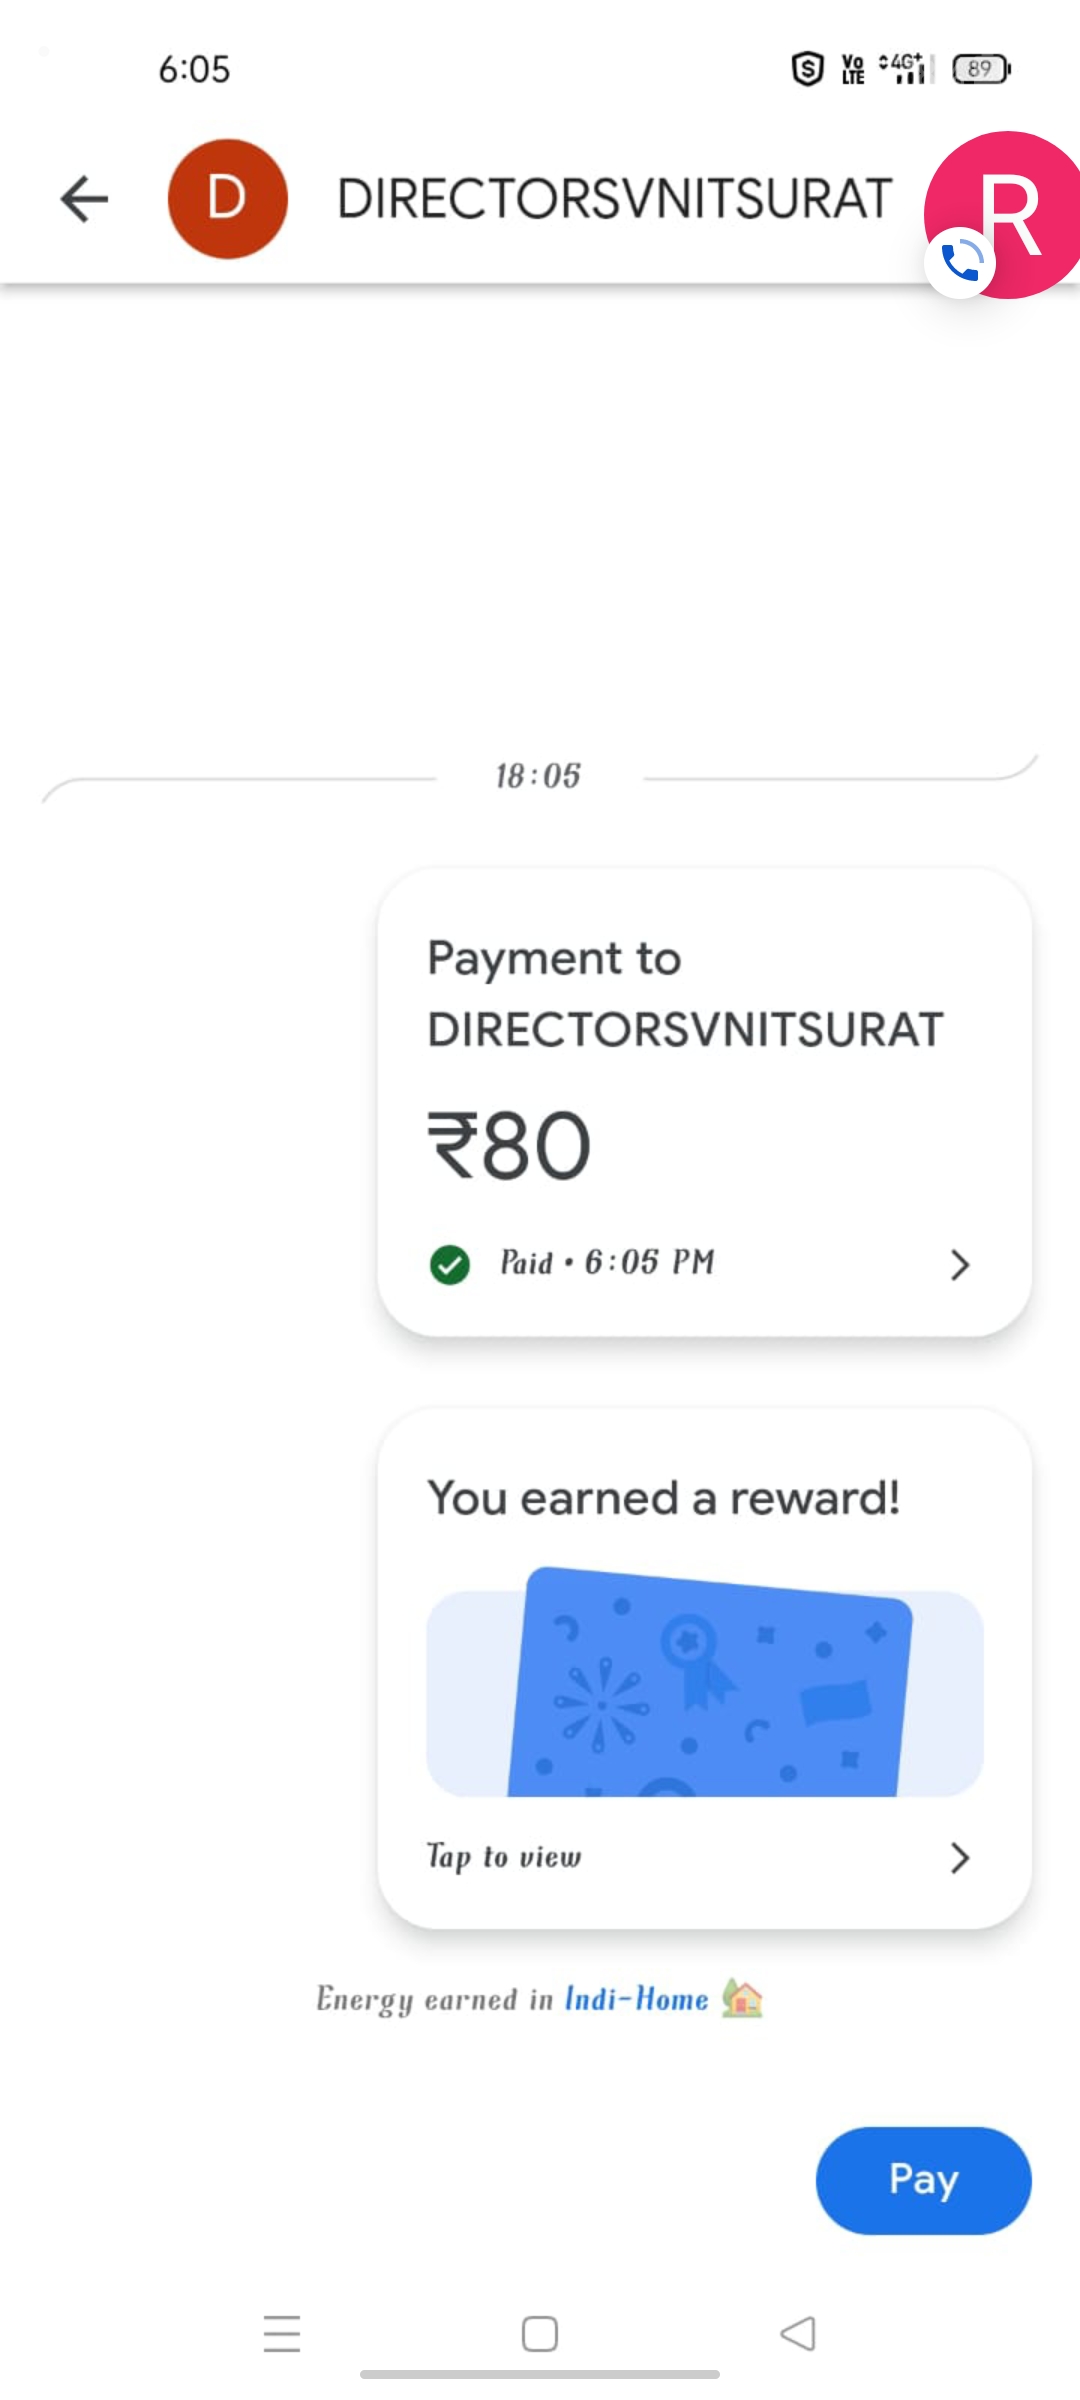 6:05
Vo LTE 4G+ 89
D DIRECTORSVNITSURAT R
18:05
Payment to
DIRECTORSVNITSURAT
₹80
Paid • 6:05 PM
You earned a reward!
Tap to view
Energy earned in Indi-Home
Pay